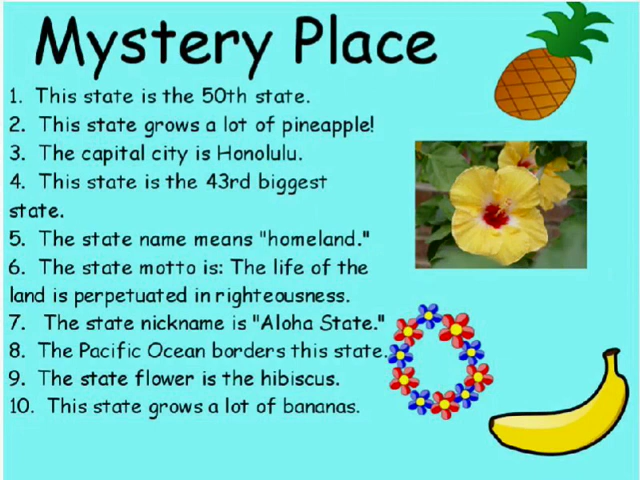 Mystery Place
1. This state is the 50th state.
2. This state grows a lot of pineapple!
3. The capital city is Honolulu.
4. This state is the 43rd biggest
state.
5. The state name means "homeland."
6. The state motto is: The life of the
land is perpetuated in righteousness.
7. The state nickname is "Aloha State."
8. The Pacific Ocean borders this state.
9. The state flower is the hibiscus.
10. This state grows a lot of bananas.